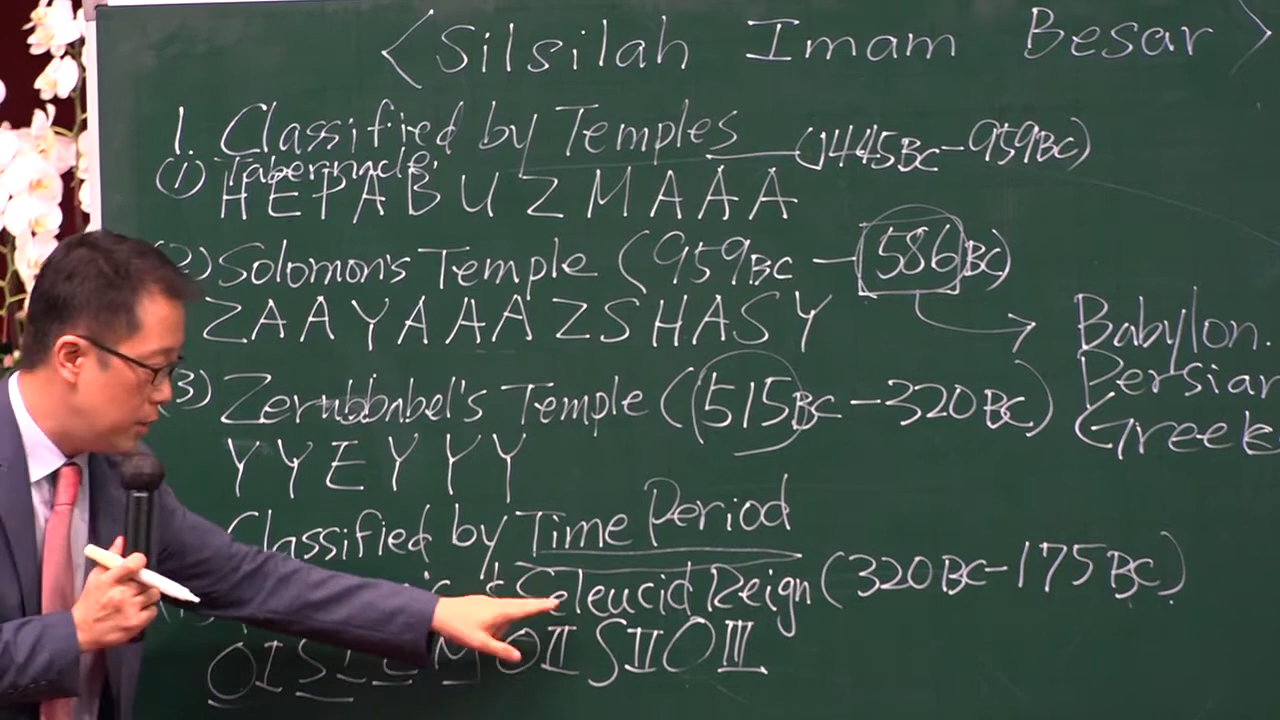 <Silsilah Imam Besar>
1. Classified by Temples
(1) Tabernacle: (1445BC-959BC)
HEPABUZMAAA
2) Solomon's Temple (959BC-586BC)
ZAAYAAAZSHASY
Babylon.
Persian
Greek
(3) Zerubbabel's Temple (515BC-320BC)
YYEYYY
Classified by Time Period
Seleucid Reign (320BC-175BC)
OI SI E M OII SII OIII